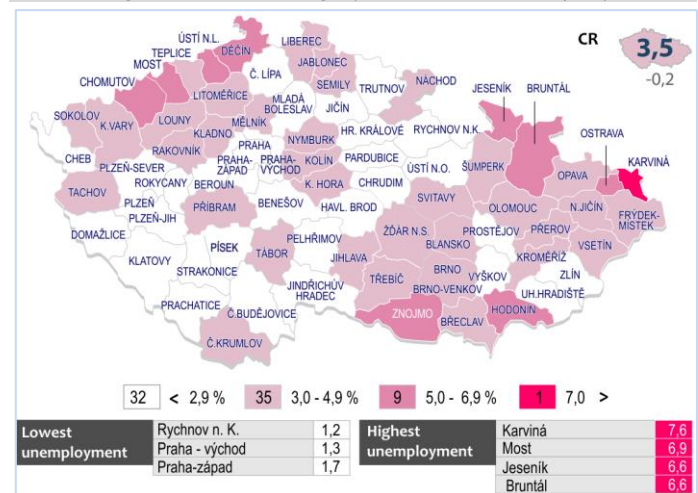 CR
3,5
-0,2
ÚSTÍ N.L.
DĚČÍN
LIBEREC
TEPLICE
MOST
JABLONEC
CHOMUTOV
Č. LÍPA
SEMILY
TRUTNOV
NÁCHOD
JESENÍK
BRUNTÁL
LITOMĚŘICE
MLADÁ
BOLESLAV
JIČÍN
SOKOLOV
K.VARY
LOUNY
MĚLNÍK
HR. KRÁLOVÉ
RYCHNOV N.K.
OSTRAVA
KLADNO
NYMBURK
KARVINÁ
CHEB
RAKOVNÍK
PRAHA
PLZEŇ-SEVER
PRAHA-
ZÁPAD
PRAHA-
VÝCHOD
KOLÍN
PARDUBICE
ÚSTÍ N.O.
ŠUMPERK
OPAVA
ROKYCANY
BEROUN
TACHOV
K. HORA
CHRUDIM
SVITAVY
PLZEŇ
PŘÍBRAM
BENEŠOV
HAVL. BROD
OLOMOUC
N.JIČÍN
FRÝDEK-
MÍSTEK
PLZEŇ-JIH
DOMAŽLICE
PÍSEK
PELHŘIMOV
ŽĎÁR N.S.
PROSTĚJOV
PŘEROV
BLANSKO
VSETÍN
KLATOVY
TÁBOR
JIHLAVA
KROMĚŘÍŽ
STRAKONICE
TŘEBÍČ
BRNO
VYŠKOV
ZLÍN
JINDŘICHŮV
HRADEC
BRNO-VENKOV
UH.HRADIŠTĚ
PRACHATICE
Č.BUDĚJOVICE
ZNOJMO
BŘECLAV
HODONÍN
Č.KRUMLOV
32 < 2,9 % 35 3,0 - 4,9 % 9 5,0 - 6,9 % 1 7,0 >
Lowest
unemployment
Rychnov n. K. 1,2
Praha - východ 1,3
Praha-západ 1,7
Highest
unemployment
Karviná 7,6
Most 6,9
Jeseník 6,6
Bruntál 6,6